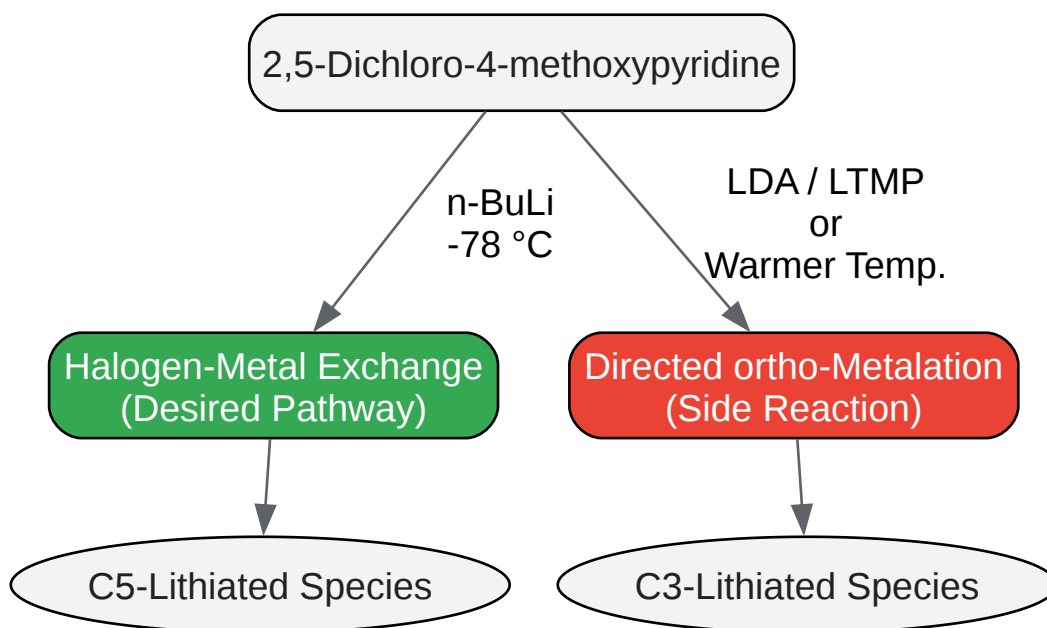 2,5-Dichloro-4-methoxypyridine
n-BuLi
-78 °C
LDA / LTMP
or
Warmer Temp.
Halogen-Metal Exchange
(Desired Pathway)
Directed ortho-Metalation
(Side Reaction)
C5-Lithiated Species
C3-Lithiated Species